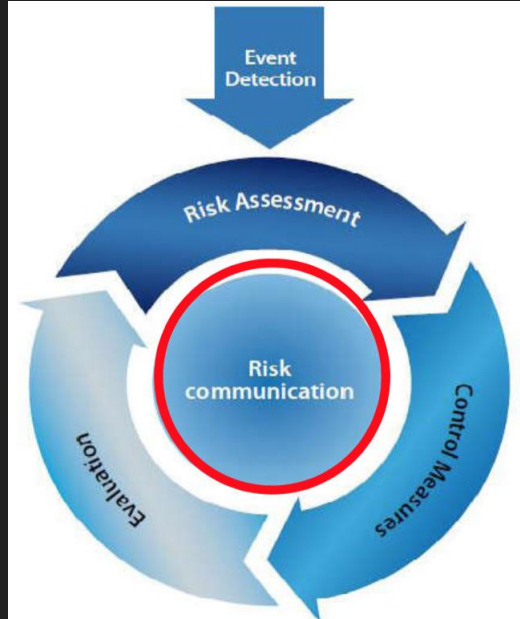 Event
Detection
Risk Assessment
Risk
communication
Control Measures
Evaluation